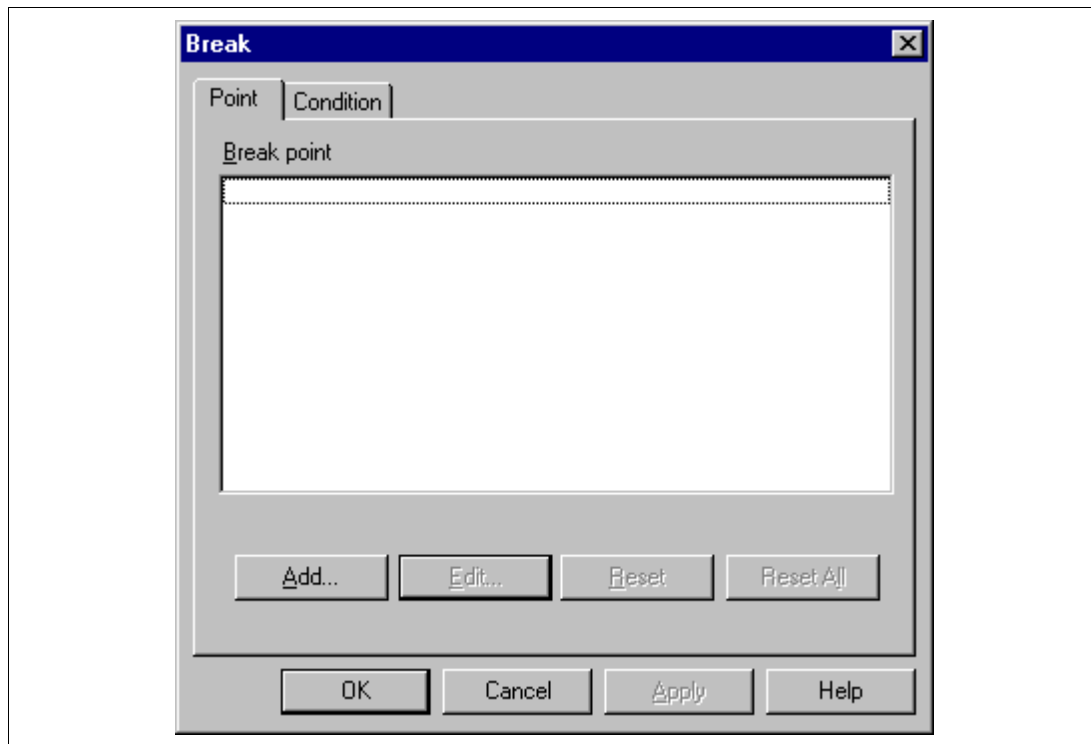 Break
Point Condition
Break point
Add... Edit... Reset Reset All
OK Cancel Apply Help